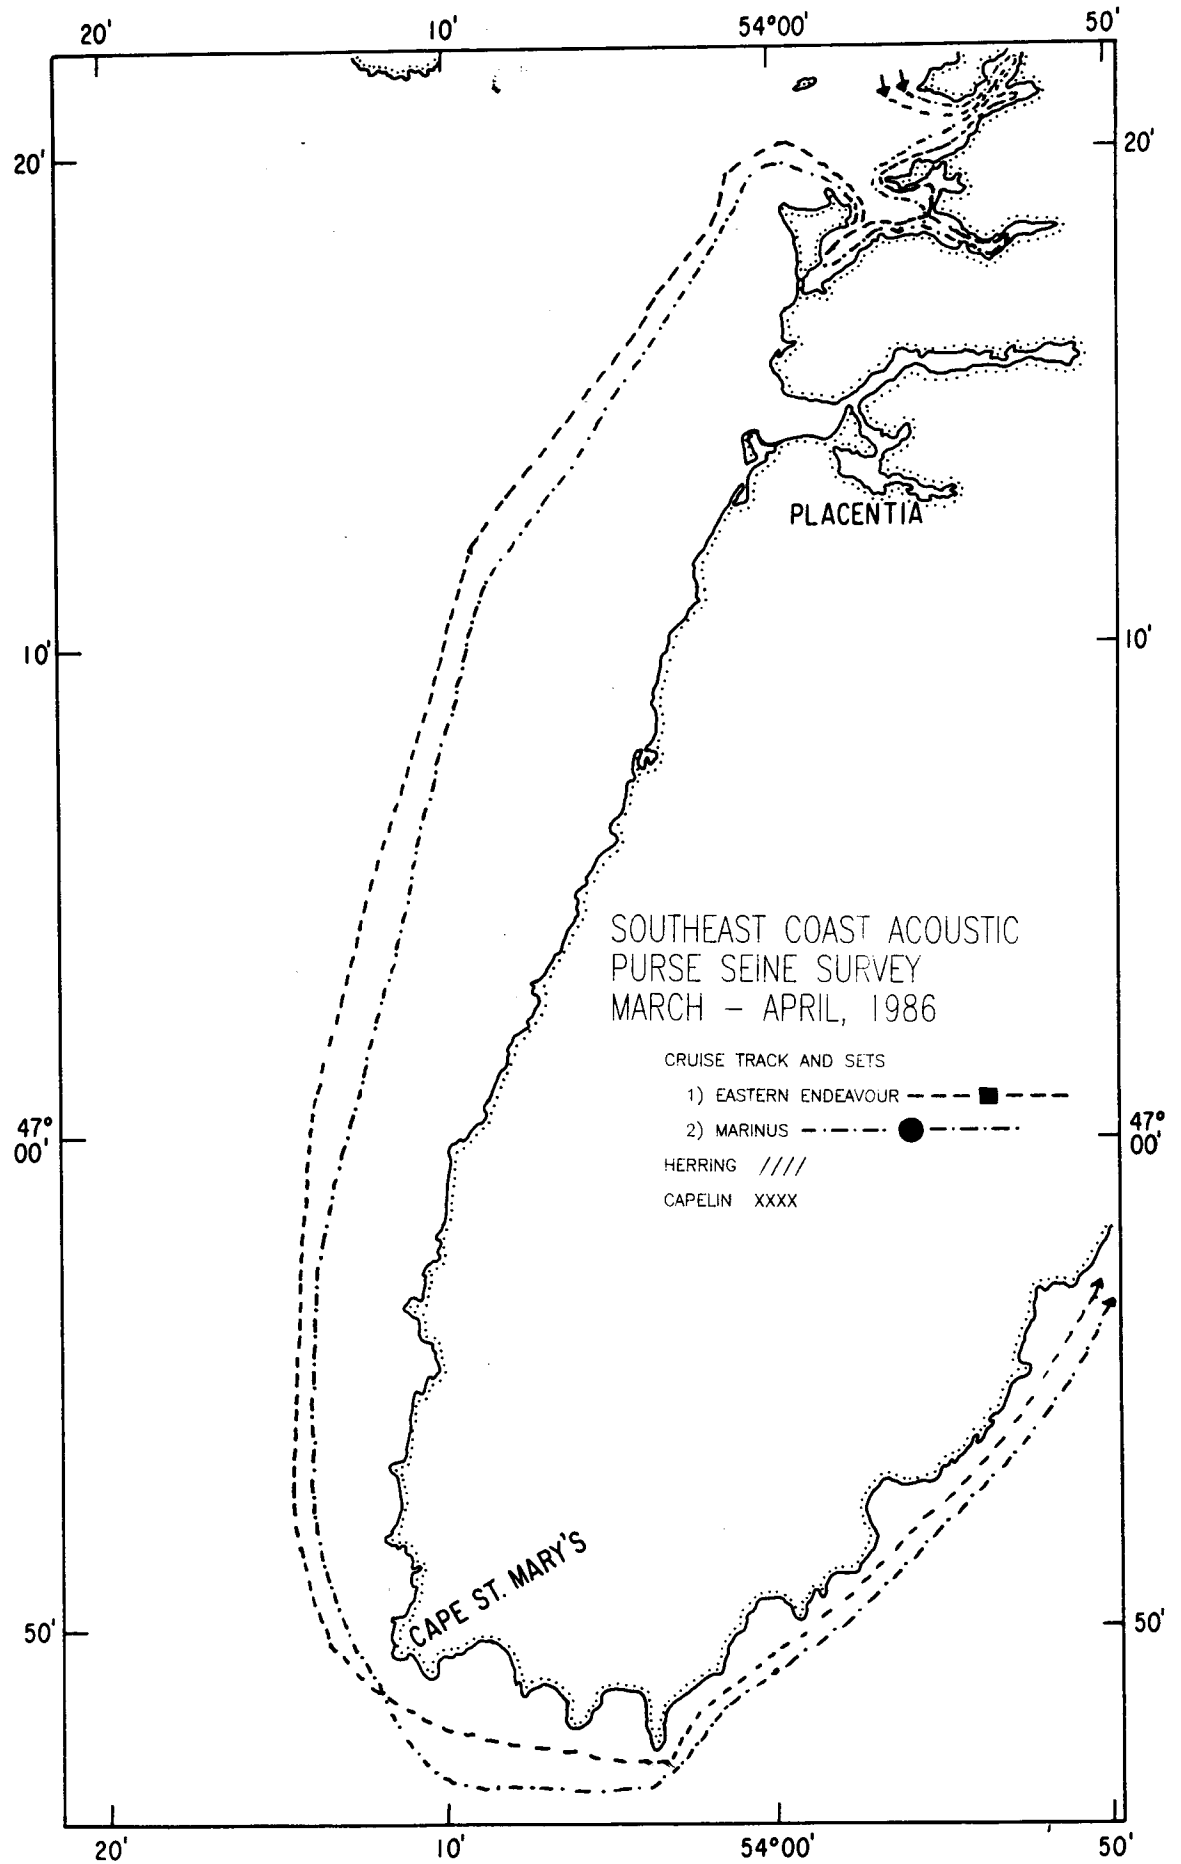 20' 10' 54°00' 50'
20' 20'
PLACENTIA
10' 10'
SOUTHEAST COAST ACOUSTIC
PURSE SEINE SURVEY
MARCH – APRIL, 1986
CRUISE TRACK AND SETS
1) EASTERN ENDEAVOUR
47° 47°
00' 00'
2) MARINUS
HERRING ////
CAPELIN XXXX
CAPE ST. MARY'S
50' 50'
20' 10' 54°00' 50'